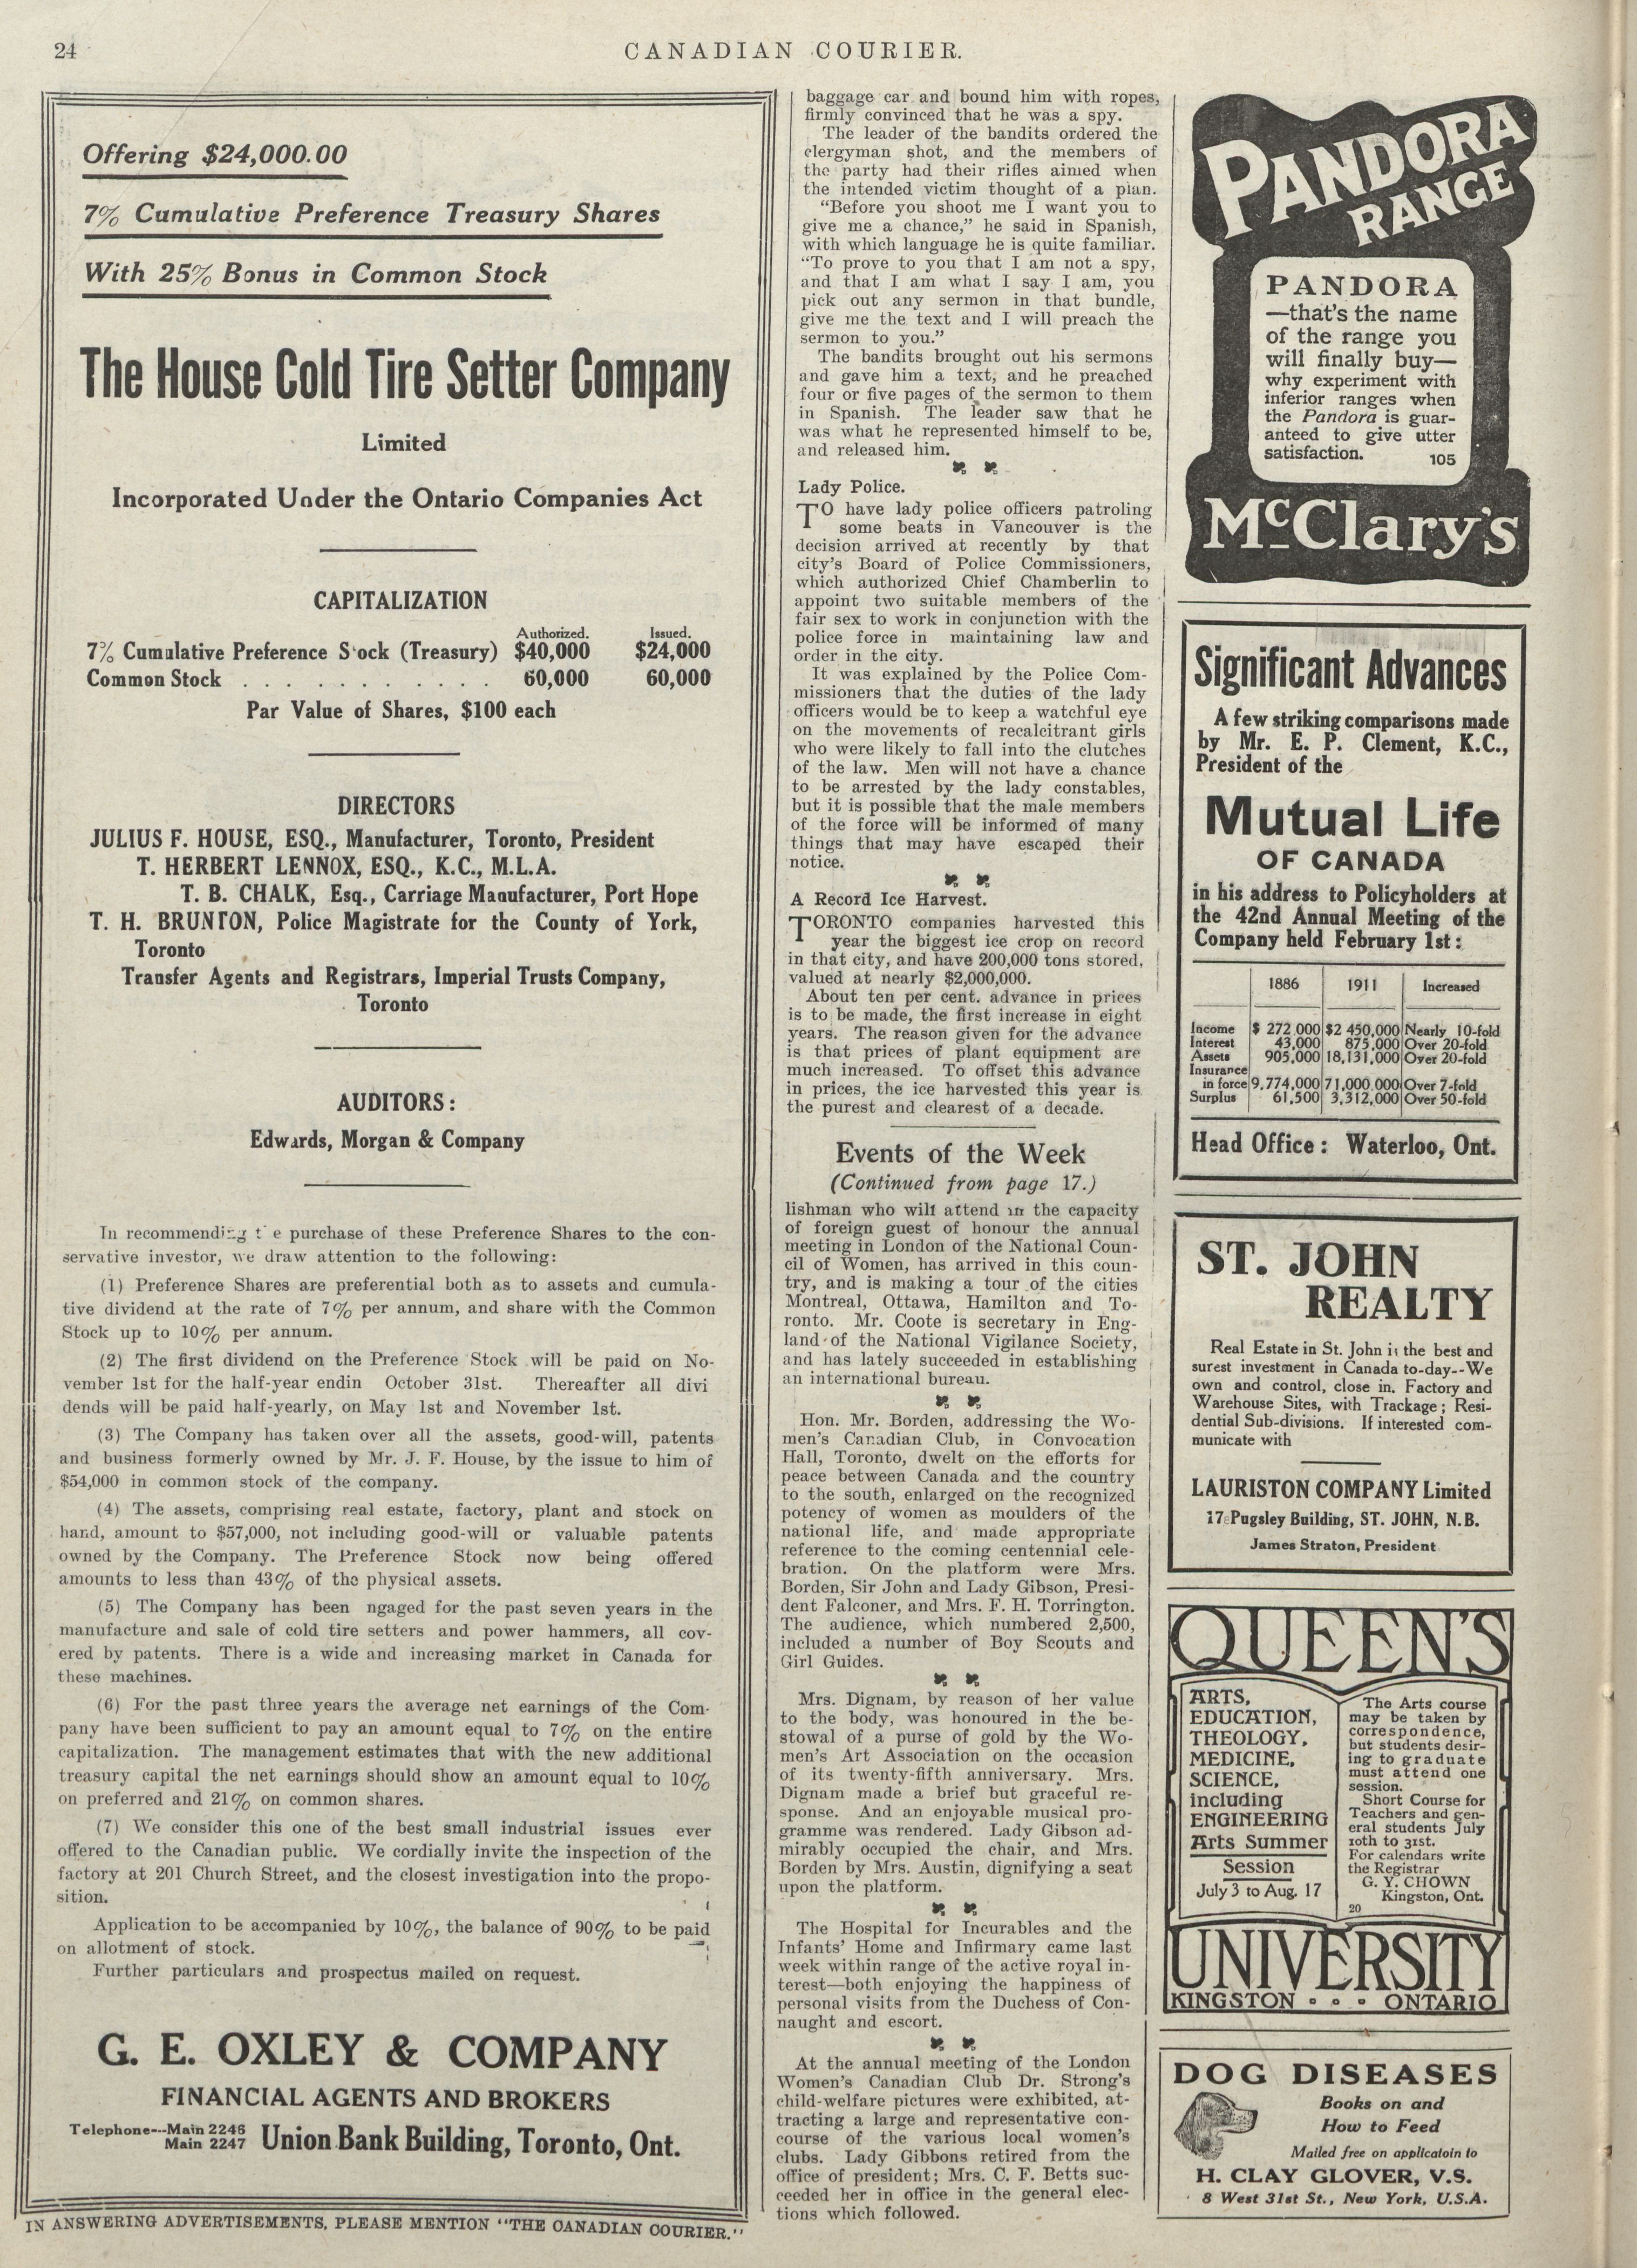 24
CANADIAN COURIER.
Offering $24,000.00
7% Cumulative Preference Treasury Shares
With 25% Bonus in Common Stock
The House Cold Tire Setter Company
Limited
Incorporated Under the Ontario Companies Act
CAPITALIZATION
Authorized. Issued.
7% Cumulative Preference S'ock (Treasury) $40,000 $24,000
Common Stock . . . . . . . . . . . . 60,000 60,000
Par Value of Shares, $100 each
DIRECTORS
JULIUS F. HOUSE, ESQ., Manufacturer, Toronto, President
T. HERBERT LENNOX, ESQ., K.C., M.L.A.
T. B. CHALK, Esq., Carriage Manufacturer, Port Hope
T. H. BRUNTON, Police Magistrate for the County of York,
Toronto
Transfer Agents and Registrars, Imperial Trusts Company,
Toronto
AUDITORS:
Edwards, Morgan & Company
In recommending t e purchase of these Preference Shares to the con-
servative investor, we draw attention to the following:
(1) Preference Shares are preferential both as to assets and cumula-
tive dividend at the rate of 7% per annum, and share with the Common
Stock up to 10% per annum.
(2) The first dividend on the Preference Stock will be paid on No-
vember 1st for the half-year endin October 31st. Thereafter all divi
dends will be paid half-yearly, on May 1st and November 1st.
(3) The Company has taken over all the assets, good-will, patents
and business formerly owned by Mr. J. F. House, by the issue to him of
$54,000 in common stock of the company.
(4) The assets, comprising real estate, factory, plant and stock on
hand, amount to $57,000, not including good-will or valuable patents
owned by the Company. The Preference Stock now being offered
amounts to less than 43% of the physical assets.
(5) The Company has been ngaged for the past seven years in the
manufacture and sale of cold tire setters and power hammers, all cov-
ered by patents. There is a wide and increasing market in Canada for
these machines.
(6) For the past three years the average net earnings of the Com-
pany have been sufficient to pay an amount equal to 7% on the entire
capitalization. The management estimates that with the new additional
treasury capital the net earnings should show an amount equal to 10%
on preferred and 21% on common shares.
(7) We consider this one of the best small industrial issues ever
offered to the Canadian public. We cordially invite the inspection of the
factory at 201 Church Street, and the closest investigation into the propo-
sition.
Application to be accompanied by 10%, the balance of 90% to be paid
on allotment of stock.
Further particulars and prospectus mailed on request.
G. E. OXLEY & COMPANY
FINANCIAL AGENTS AND BROKERS
Telephone---Main 2246
Main 2247 Union Bank Building, Toronto, Ont.
IN ANSWERING ADVERTISEMENTS, PLEASE MENTION "THE CANADIAN COURIER."
baggage car and bound him with ropes,
firmly convinced that he was a spy.
The leader of the bandits ordered the
clergyman shot, and the members of
the party had their rifles aimed when
the intended victim thought of a plan.
"Before you shoot me I want you to
give me a chance," he said in Spanish,
with which language he is quite familiar.
"To prove to you that I am not a spy,
and that I am what I say I am, you
pick out any sermon in that bundle,
give me the text and I will preach the
sermon to you."
The bandits brought out his sermons
and gave him a text, and he preached
four or five pages of the sermon to them
in Spanish. The leader saw that he
was what he represented himself to be,
and released him.
Lady Police.
TO have lady police officers patroling
some beats in Vancouver is the
decision arrived at recently by that
city's Board of Police Commissioners,
which authorized Chief Chamberlin to
appoint two suitable members of the
fair sex to work in conjunction with the
police force in maintaining law and
order in the city.
It was explained by the Police Com-
missioners that the duties of the lady
officers would be to keep a watchful eye
on the movements of recalcitrant girls
who were likely to fall into the clutches
of the law. Men will not have a chance
to be arrested by the lady constables,
but it is possible that the male members
of the force will be informed of many
things that may have escaped their
notice.
A Record Ice Harvest.
TORONTO companies harvested this
year the biggest ice crop on record
in that city, and have 200,000 tons stored,
valued at nearly $2,000,000.
About ten per cent. advance in prices
is to be made, the first increase in eight
years. The reason given for the advance
is that prices of plant equipment are
much increased. To offset this advance
in prices, the ice harvested this year is
the purest and clearest of a decade.
Events of the Week
(Continued from page 17.)
lishman who will attend in the capacity
of foreign guest of honour the annual
meeting in London of the National Coun-
cil of Women, has arrived in this coun-
try, and is making a tour of the cities
Montreal, Ottawa, Hamilton and To-
ronto. Mr. Coote is secretary in Eng-
land of the National Vigilance Society,
and has lately succeeded in establishing
an international bureau.
Hon. Mr. Borden, addressing the Wo-
men's Canadian Club, in Convocation
Hall, Toronto, dwelt on the efforts for
peace between Canada and the country
to the south, enlarged on the recognized
potency of women as moulders of the
national life, and made appropriate
reference to the coming centennial cele-
bration. On the platform were Mrs.
Borden, Sir John and Lady Gibson, Presi-
dent Falconer, and Mrs. F. H. Torrington.
The audience, which numbered 2,500,
included a number of Boy Scouts and
Girl Guides.
Mrs. Dignam, by reason of her value
to the body, was honoured in the be-
stowal of a purse of gold by the Wo-
men's Art Association on the occasion
of its twenty-fifth anniversary. Mrs.
Dignam made a brief but graceful re-
sponse. And an enjoyable musical pro-
gramme was rendered. Lady Gibson ad-
mirably occupied the chair, and Mrs.
Borden by Mrs. Austin, dignifying a seat
upon the platform.
The Hospital for Incurables and the
Infants' Home and Infirmary came last
week within range of the active royal in-
terest—both enjoying the happiness of
personal visits from the Duchess of Con-
naught and escort.
At the annual meeting of the London
Women's Canadian Club Dr. Strong's
child-welfare pictures were exhibited, at-
tracting a large and representative con-
course of the various local women's
clubs. Lady Gibbons retired from the
office of president; Mrs. C. F. Betts suc-
ceeded her in office in the general elec-
tions which followed.
PANDORA
RANGE
PANDORA
—that's the name
of the range you
will finally buy—
why experiment with
inferior ranges when
the Pandora is guar-
anteed to give utter
satisfaction. 105
McClary's
Significant Advances
A few striking comparisons made
by Mr. E. P. Clement, K.C.,
President of the
Mutual Life
OF CANADA
in his address to Policyholders at
the 42nd Annual Meeting of the
Company held February 1st:
1886 1911 Increased
Income $ 272 000 $2 450,000 Nearly 10-fold
Interest 43,000 875,000 Over 20-fold
Assets 905,000 18,131,000 Over 20-fold
Insurance
in force 9,774,000 71,000,000 Over 7-fold
Surplus 61,500 3,312,000 Over 50-fold
Head Office: Waterloo, Ont.
ST. JOHN
REALTY
Real Estate in St. John is the best and
surest investment in Canada to-day--We
own and control, close in. Factory and
Warehouse Sites, with Trackage; Resi-
dential Sub-divisions. If interested com-
municate with
LAURISTON COMPANY Limited
17 Pugsley Building, ST. JOHN, N.B.
James Straton, President
QUEEN'S
ARTS,
EDUCATION,
THEOLOGY,
MEDICINE,
SCIENCE,
including
ENGINEERING
Arts Summer
Session
July 3 to Aug. 17
The Arts course
may be taken by
correspondence,
but students desir-
ing to graduate
must attend one
session.
Short Course for
Teachers and gen-
eral students July
10th to 31st.
For calendars write
the Registrar
G. Y. CHOWN
Kingston, Ont.
20
UNIVERSITY
KINGSTON ONTARIO
DOG DISEASES
Books on and
How to Feed
Mailed free on applicatoin to
H. CLAY GLOVER, V.S.
8 West 31st St., New York, U.S.A.